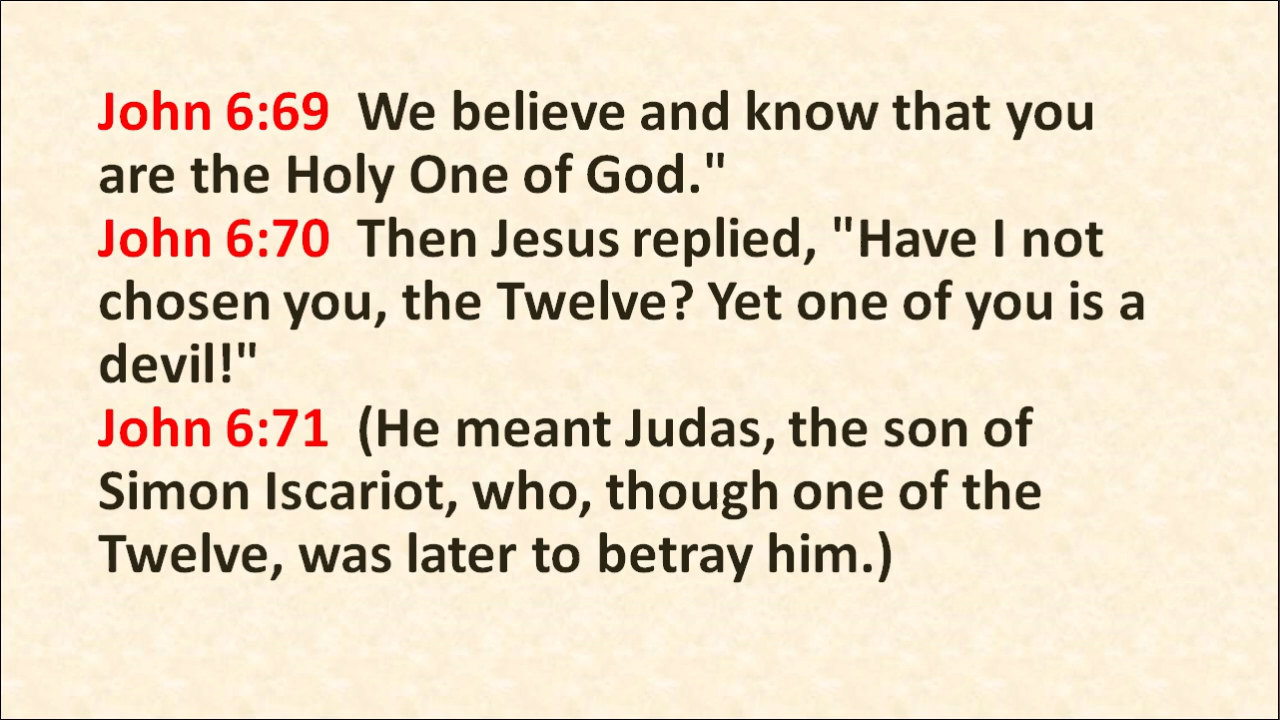 John 6:69  We believe and know that you
are the Holy One of God."
John 6:70  Then Jesus replied, "Have I not
chosen you, the Twelve? Yet one of you is a
devil!"
John 6:71  (He meant Judas, the son of
Simon Iscariot, who, though one of the
Twelve, was later to betray him.)